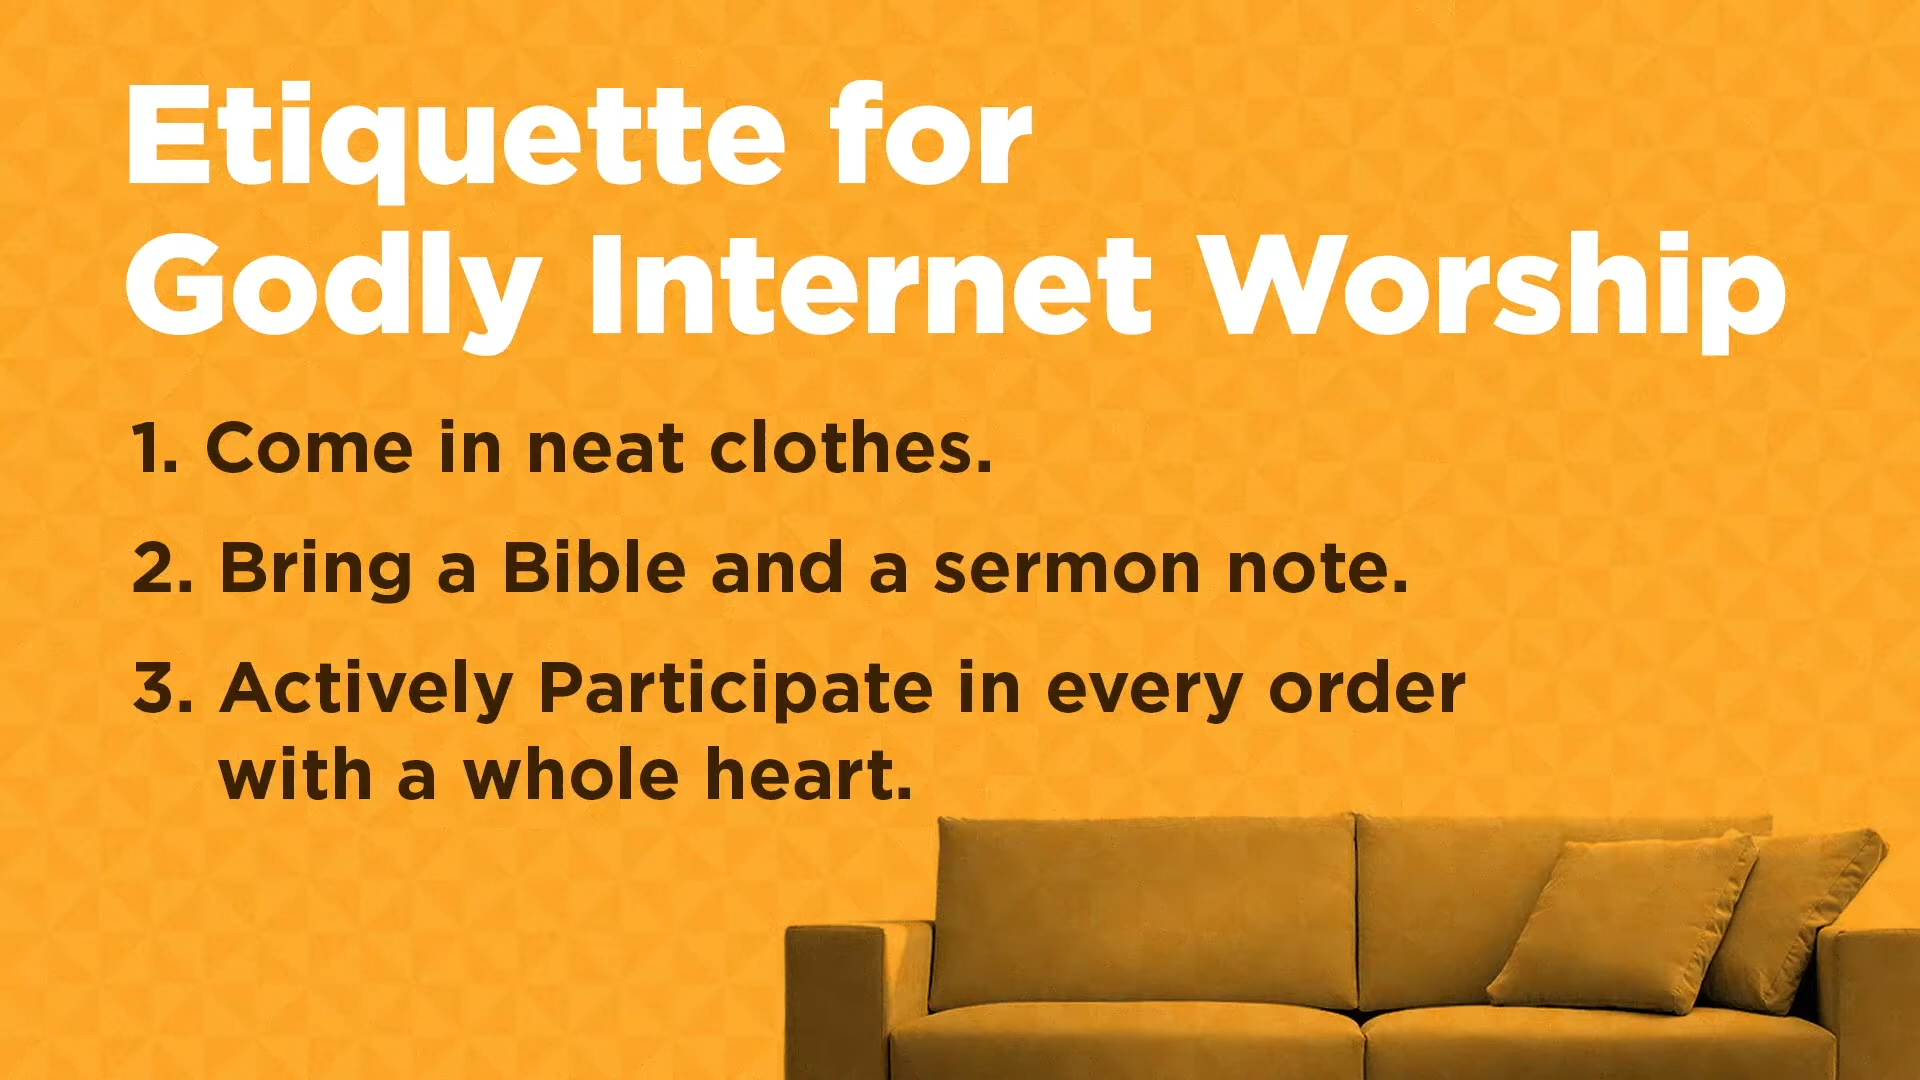 Etiquette for
Godly Internet Worship
1. Come in neat clothes.
2. Bring a Bible and a sermon note.
3. Actively Participate in every order
with a whole heart.